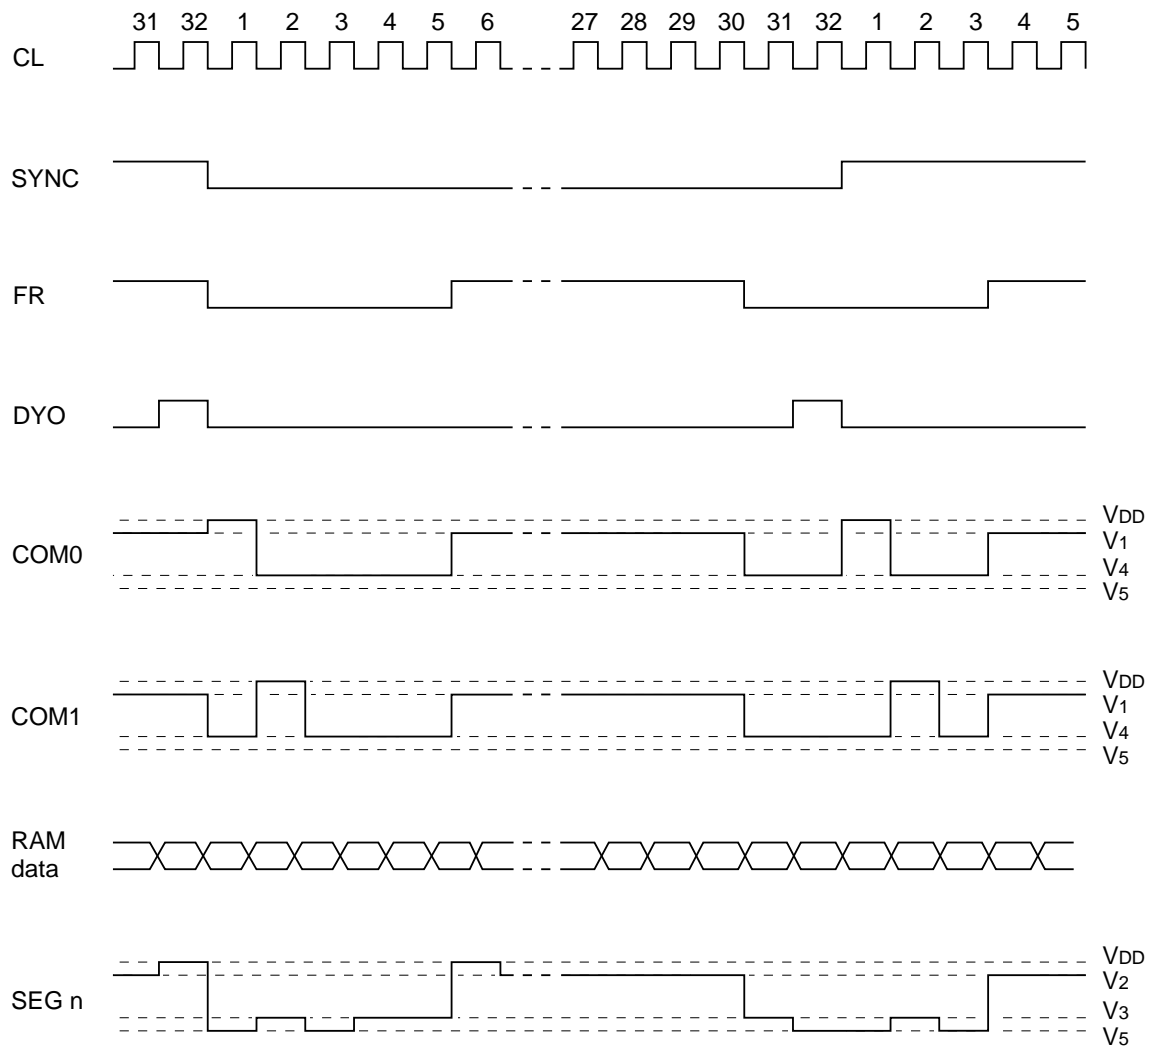 31 32 1 2 3 4 5 6 27 28 29 30 31 32 1 2 3 4 5
CL
SYNC
FR
DYO
COM0
VDD
V1
V4
V5
COM1
VDD
V1
V4
V5
RAM
data
SEG n
VDD
V2
V3
V5